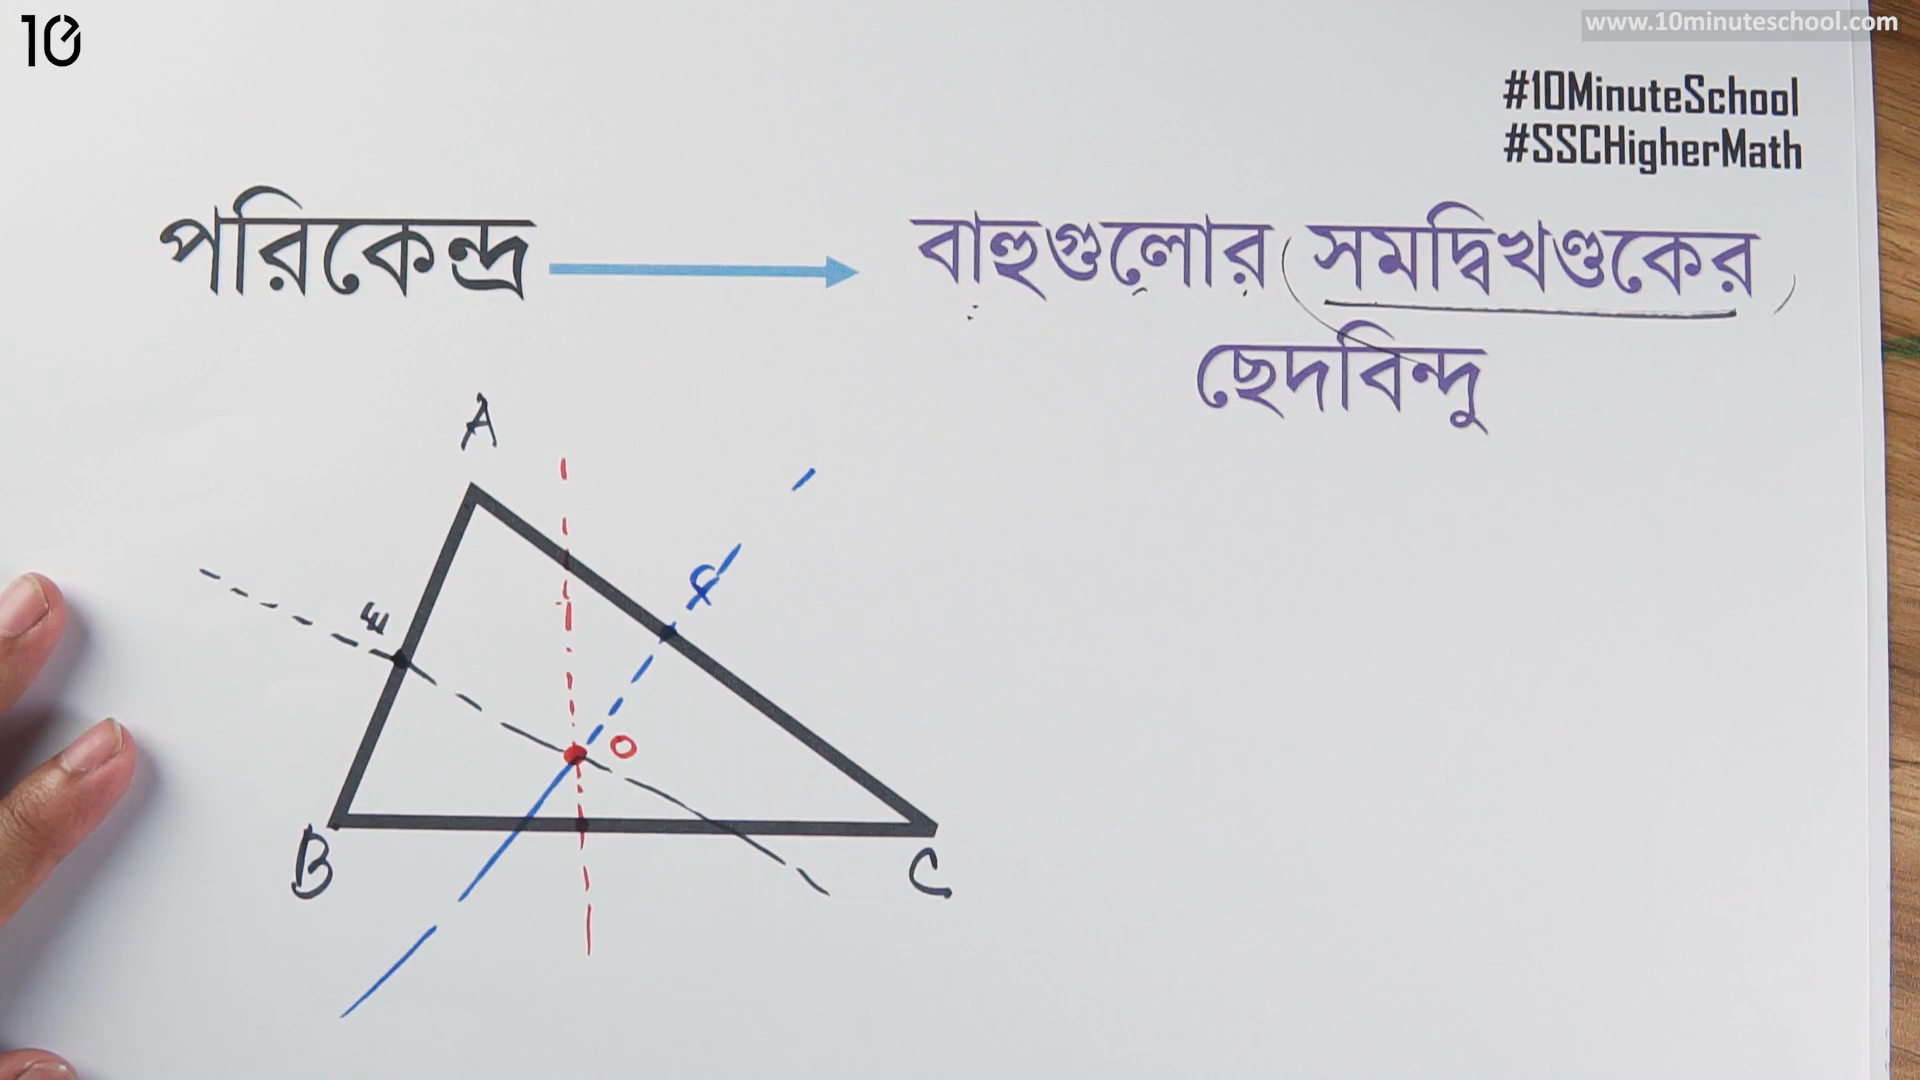 10
www.10minuteschool.com
#10MinuteSchool
#SSCHigherMath
পরিকেন্দ্র
বাহুগুলোর সমদ্বিখণ্ডকের
ছেদবিন্দু
A
F
E
O
B
C